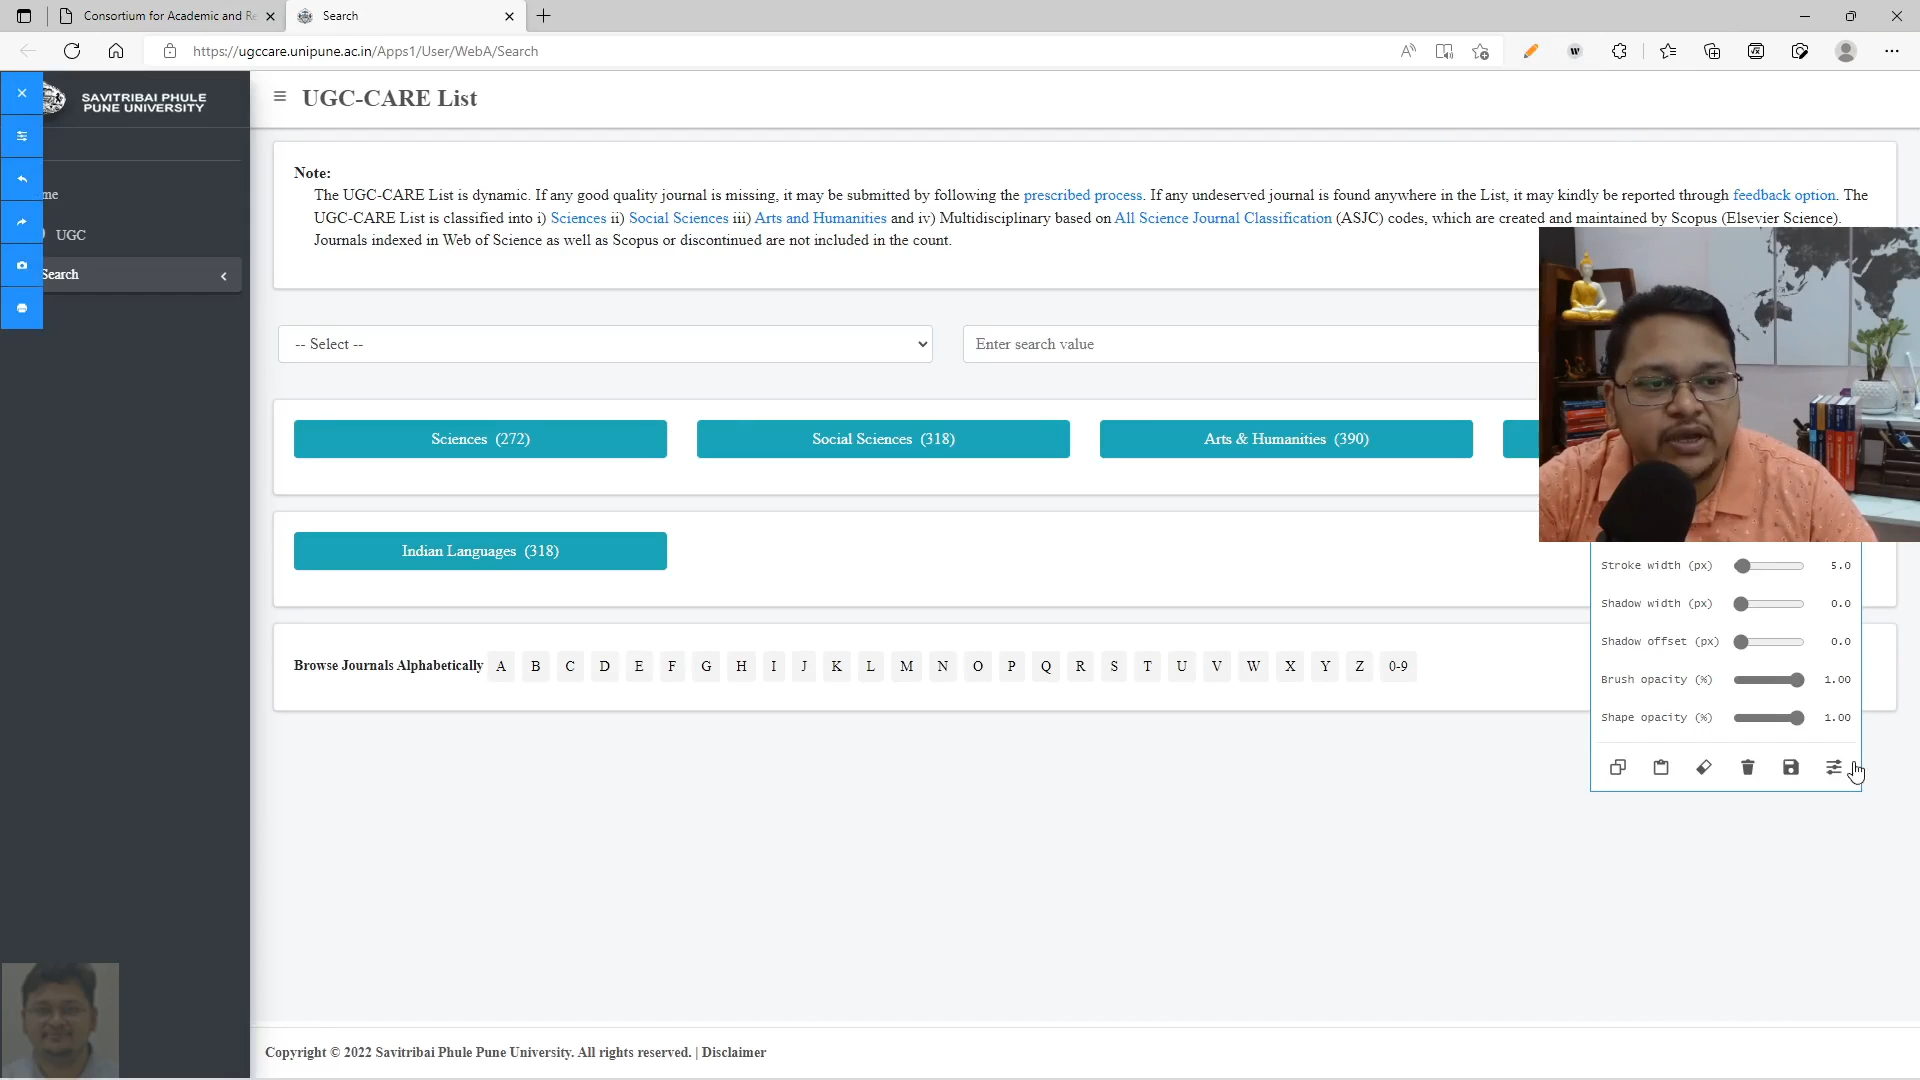 Consortium for Academic and Re
Search
https://ugccare.unipune.ac.in/Apps1/User/WebA/Search
SAVITRIBAI PHULE
PUNE UNIVERSITY
me
UGC
Search
UGC-CARE List
Note:
The UGC-CARE List is dynamic. If any good quality journal is missing, it may be submitted by following the prescribed process. If any undeserved journal is found anywhere in the List, it may kindly be reported through feedback option. The
UGC-CARE List is classified into i) Sciences ii) Social Sciences iii) Arts and Humanities and iv) Multidisciplinary based on All Science Journal Classification (ASJC) codes, which are created and maintained by Scopus (Elsevier Science).
Journals indexed in Web of Science as well as Scopus or discontinued are not included in the count.
-- Select --
Enter search value
Sciences (272)
Social Sciences (318)
Arts & Humanities (390)
Indian Languages (318)
Browse Journals Alphabetically A B C D E F G H I J K L M N O P Q R S T U V W X Y Z 0-9
Stroke width (px) 5.0
Shadow width (px) 0.0
Shadow offset (px) 0.0
Brush opacity (%) 1.00
Shape opacity (%) 1.00
Copyright © 2022 Savitribai Phule Pune University. All rights reserved. | Disclaimer